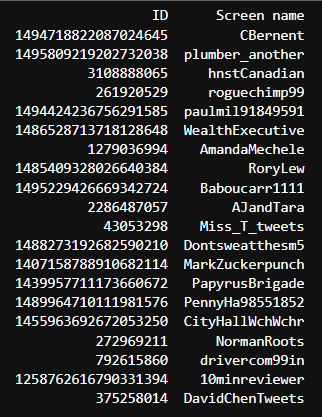 ID Screen name
1494718822087024645 CBernent
1495809219202732038 plumber_another
3108888065 hnstCanadian
261920529 roguechimp99
1494424236756291585 paulmil91849591
1486528713718128648 WealthExecutive
1279036994 AmandaMechele
1485409328026640384 RoryLew
1495229426669342724 Baboucarr1111
2286487057 AJandTara
43053298 Miss_T_tweets
1488273192682590210 Dontsweatthesm5
1407158788910682114 MarkZuckerpunch
1439957711173660672 PapyrusBrigade
1489964710111981576 PennyHa98551852
1455963692672053250 CityHallWchWchr
272969211 NormanRoots
792615860 drivercom99in
1258762616790331394 10minreviewer
375258014 DavidChenTweets